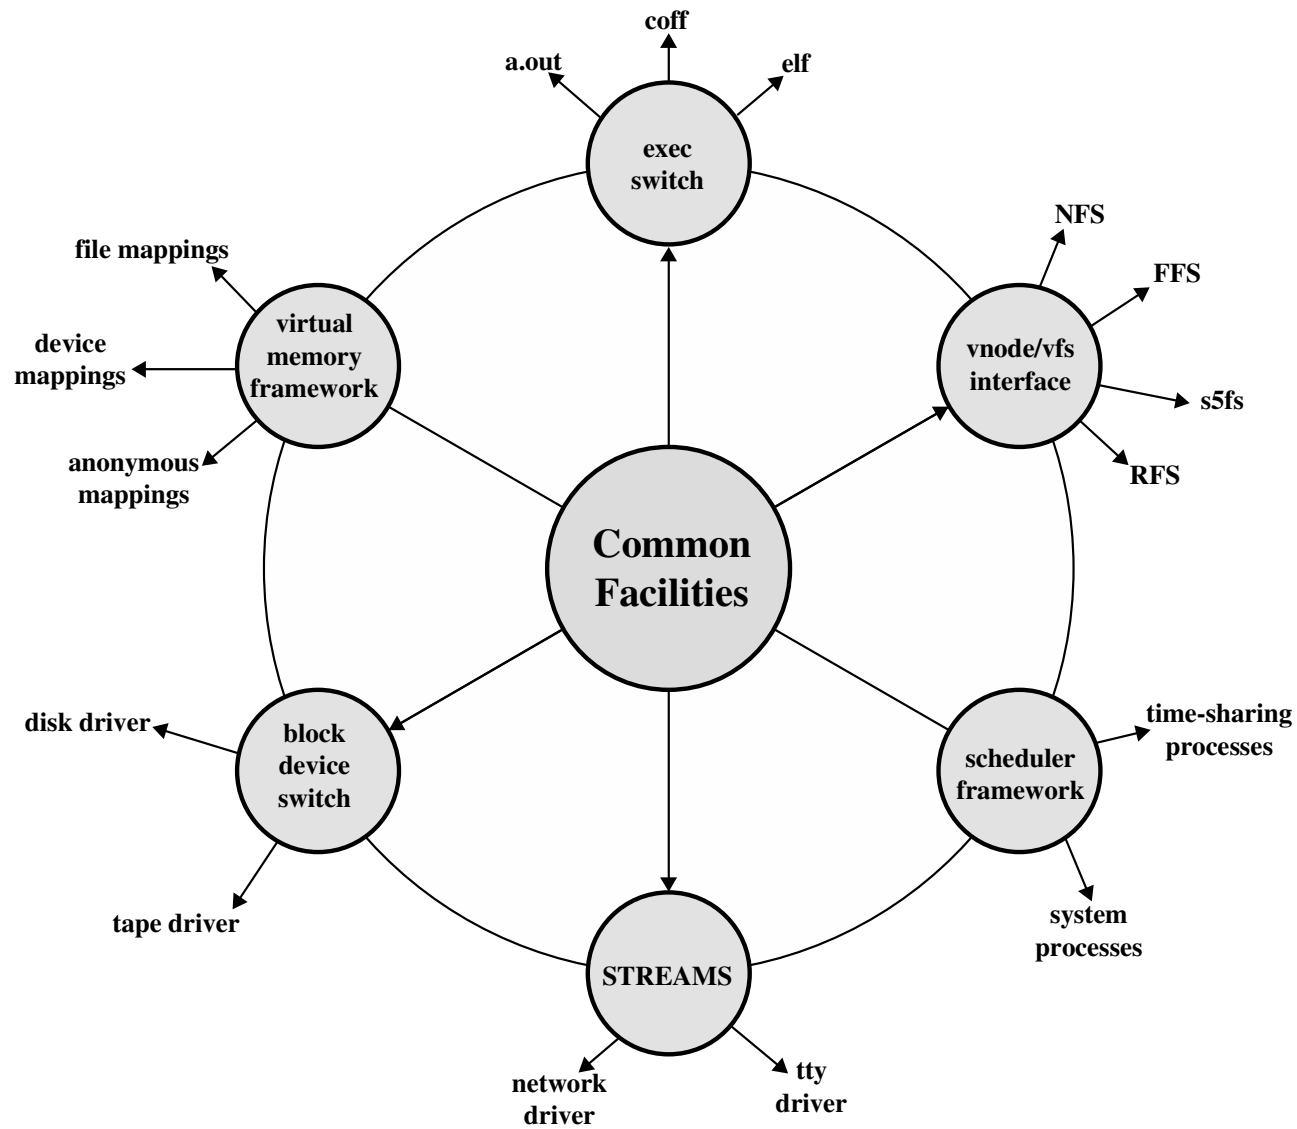 coff
a.out
elf
exec
switch
NFS
file mappings
FFS
virtual
memory
framework
device
mappings
vnode/vfs
interface
s5fs
anonymous
mappings
RFS
Common
Facilities
disk driver
block
device
switch
time-sharing
processes
scheduler
framework
tape driver
system
processes
STREAMS
network
driver
tty
driver